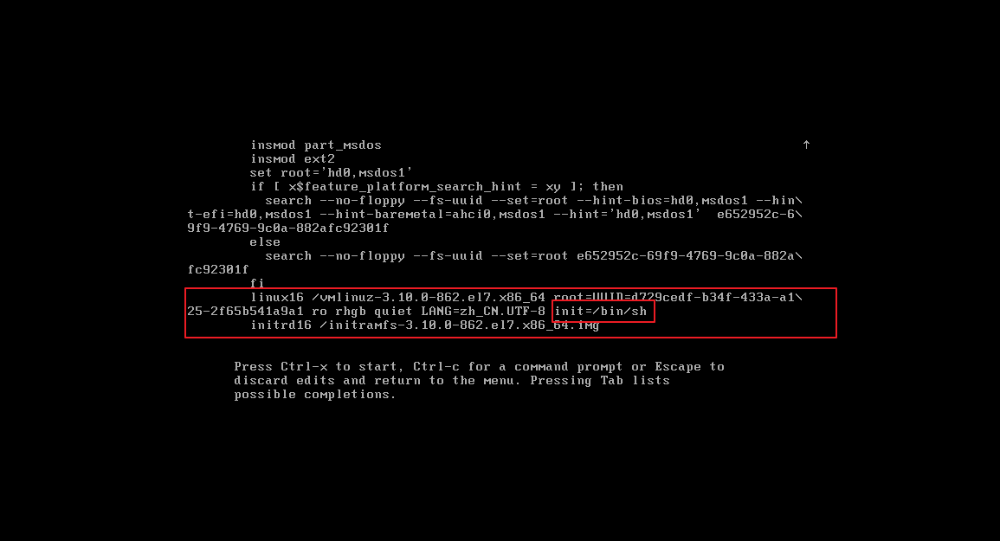 insmod part_msdos ↑
insmod ext2
set root='hd0,msdos1'
if [ x$feature_platform_search_hint = xy ]; then
search --no-floppy --fs-uuid --set=root --hint-bios=hd0,msdos1 --hin\
t-efi=hd0,msdos1 --hint-baremetal=ahci0,msdos1 --hint='hd0,msdos1'  e652952c-6\
9f9-4769-9c0a-882afc92301f
else
search --no-floppy --fs-uuid --set=root e652952c-69f9-4769-9c0a-882a\
fc92301f
fi
linux16 /vmlinuz-3.10.0-862.el7.x86_64 root=UUID=d729cedf-b34f-433a-a1\
25-2f65b541a9a1 ro rhgb quiet LANG=zh_CN.UTF-8 init=/bin/sh
initrd16 /initramfs-3.10.0-862.el7.x86_64.img
Press Ctrl-x to start, Ctrl-c for a command prompt or Escape to
discard edits and return to the menu. Pressing Tab lists
possible completions.